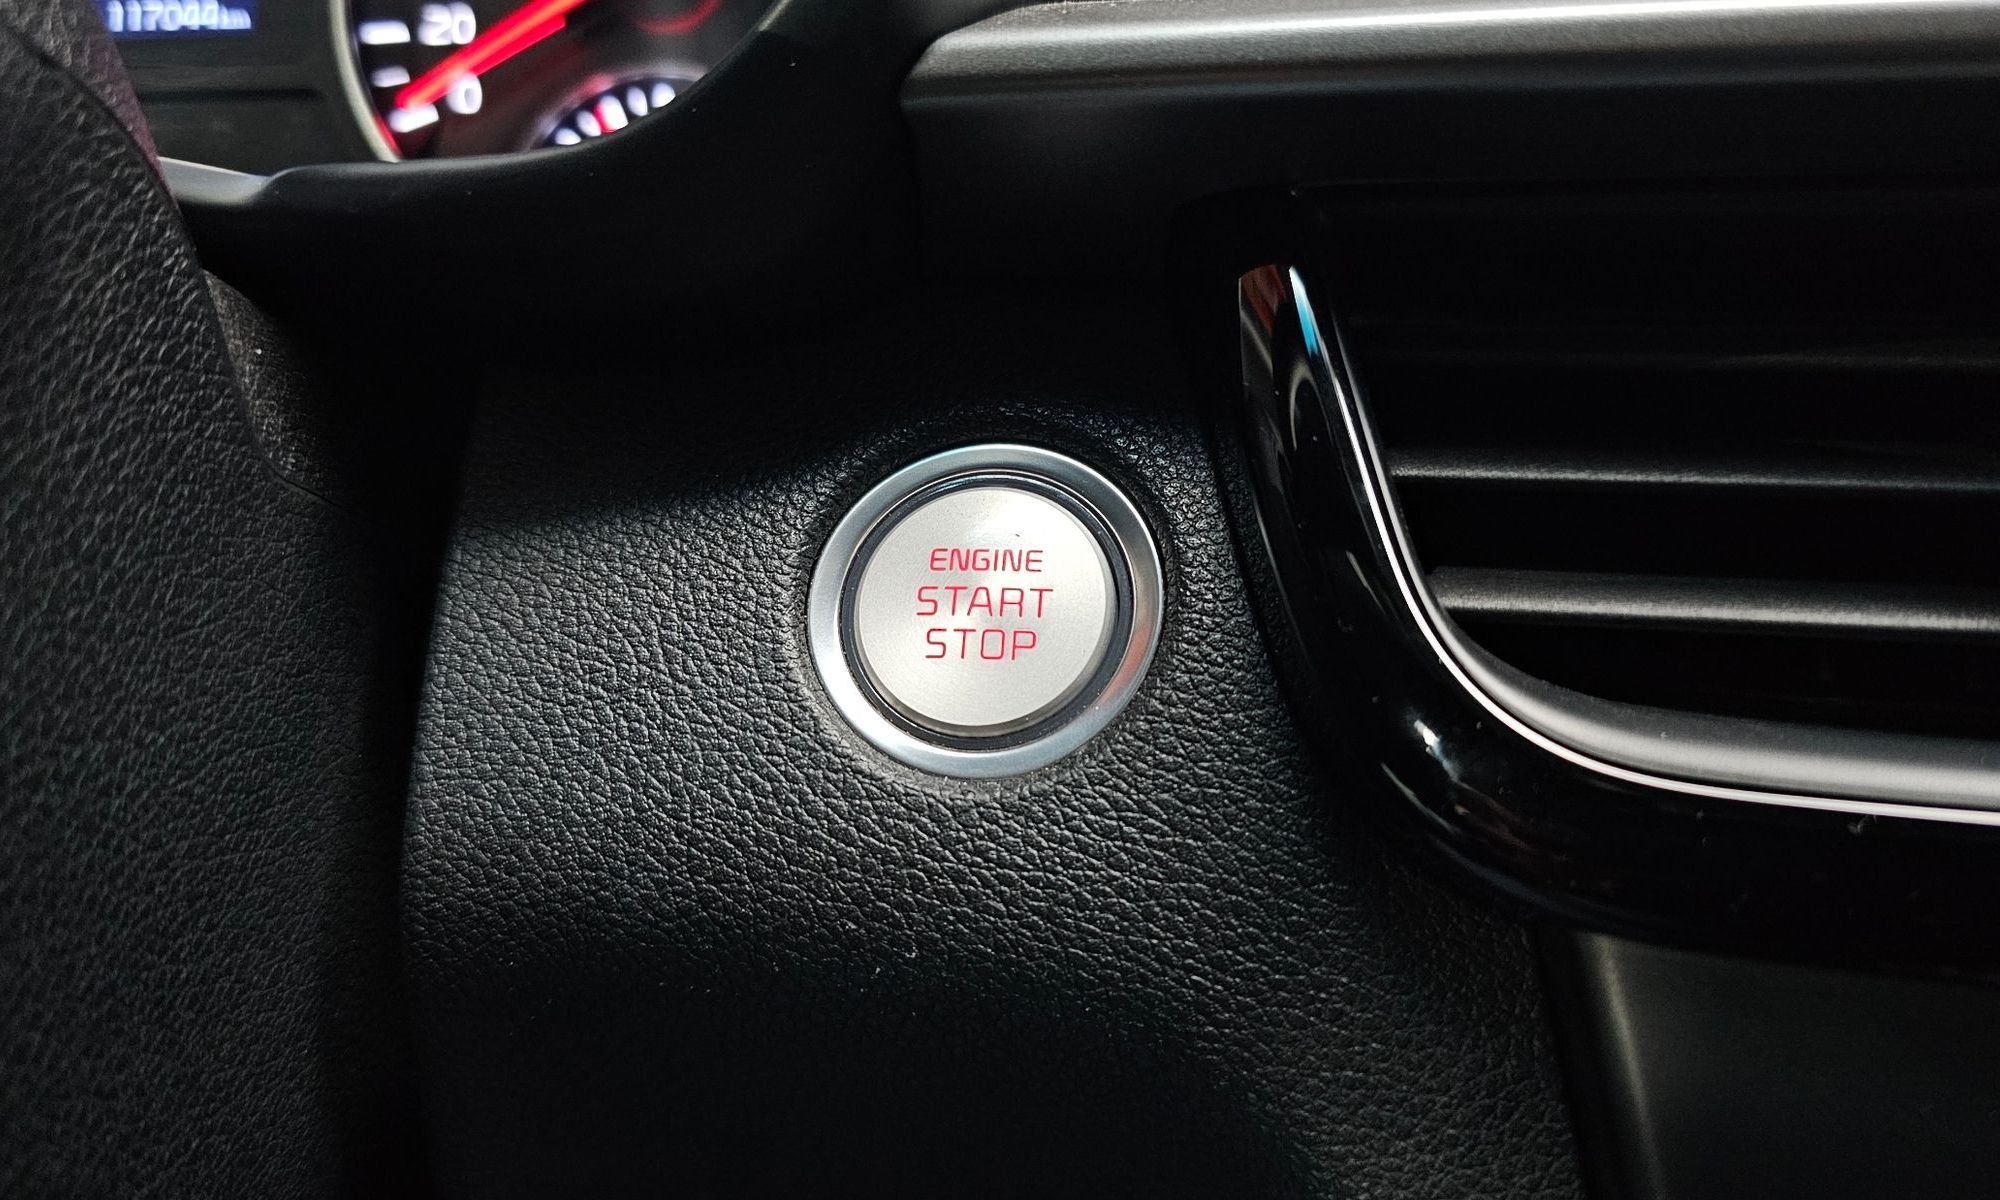 117044km
20
0
ENGINE
START
STOP